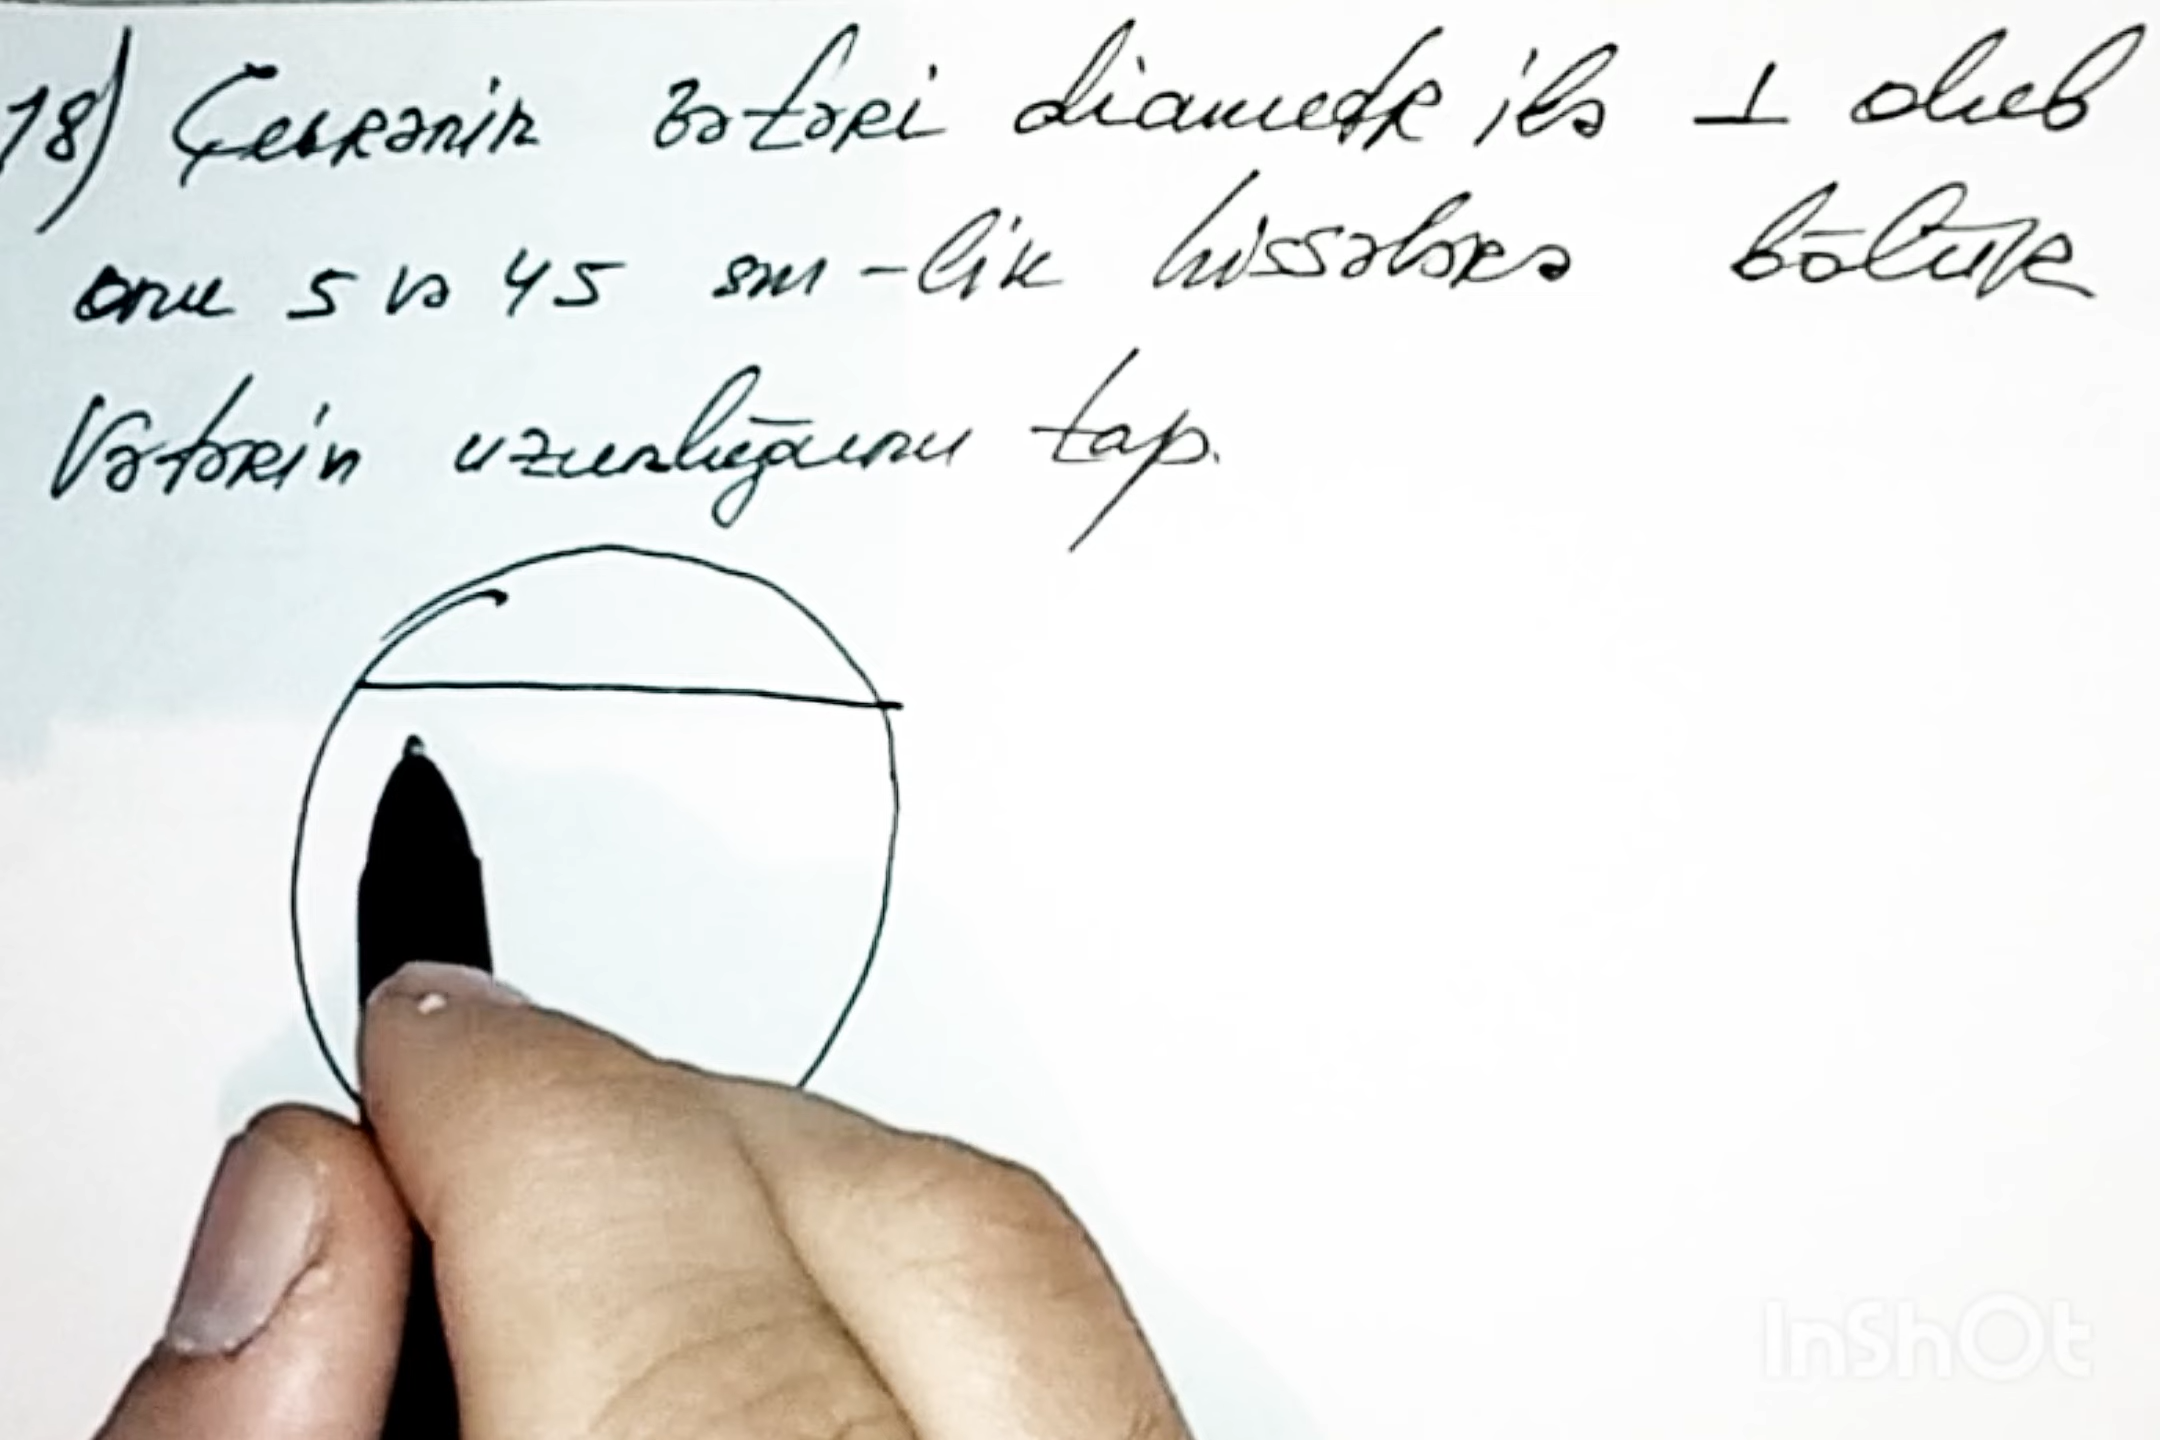 18) Çevrənin vətəri diametr ilə ⊥ olub
onu 5 və 45 sm-lik hissələrə bölür
Vətərin uzunluğunu tap.
InShOt